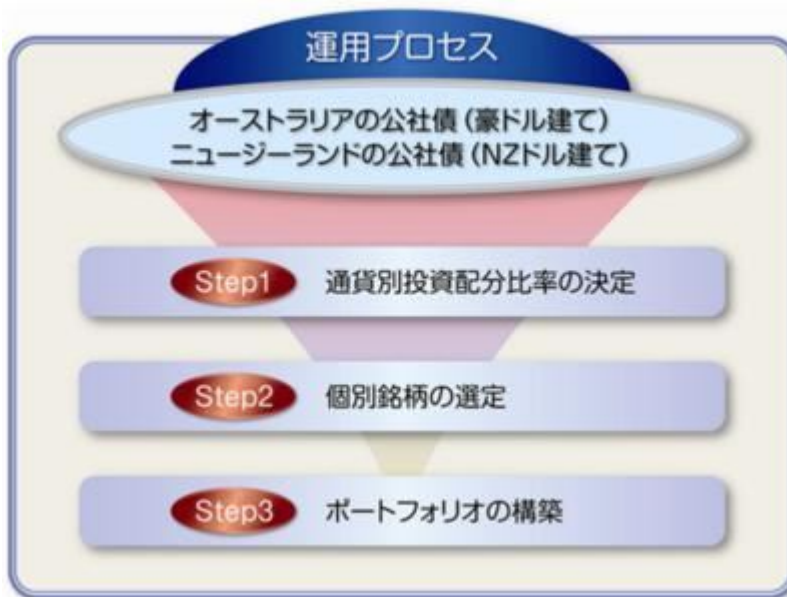 運用プロセス
オーストラリアの公社債（豪ドル建て）
ニュージーランドの公社債（NZドル建て）
Step1 通貨別投資配分比率の決定
Step2 個別銘柄の選定
Step3 ポートフォリオの構築